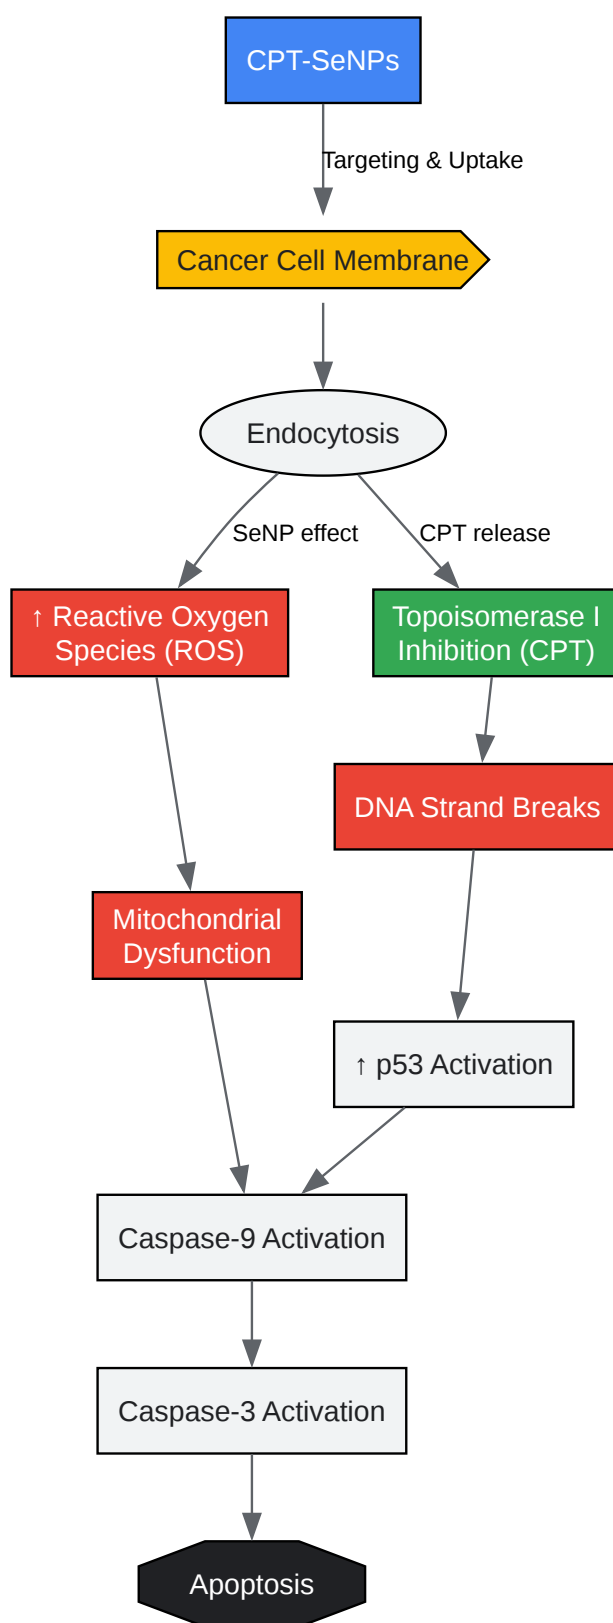 CPT-SeNPs
Targeting & Uptake
Cancer Cell Membrane
Endocytosis
SeNP effect
CPT release
↑ Reactive Oxygen
Species (ROS)
Topoisomerase I
Inhibition (CPT)
DNA Strand Breaks
Mitochondrial
Dysfunction
↑ p53 Activation
Caspase-9 Activation
Caspase-3 Activation
Apoptosis